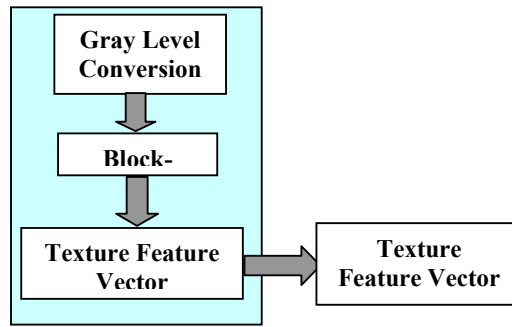 Gray Level
Conversion
Block-
Texture Feature
Vector
Texture
Feature Vector